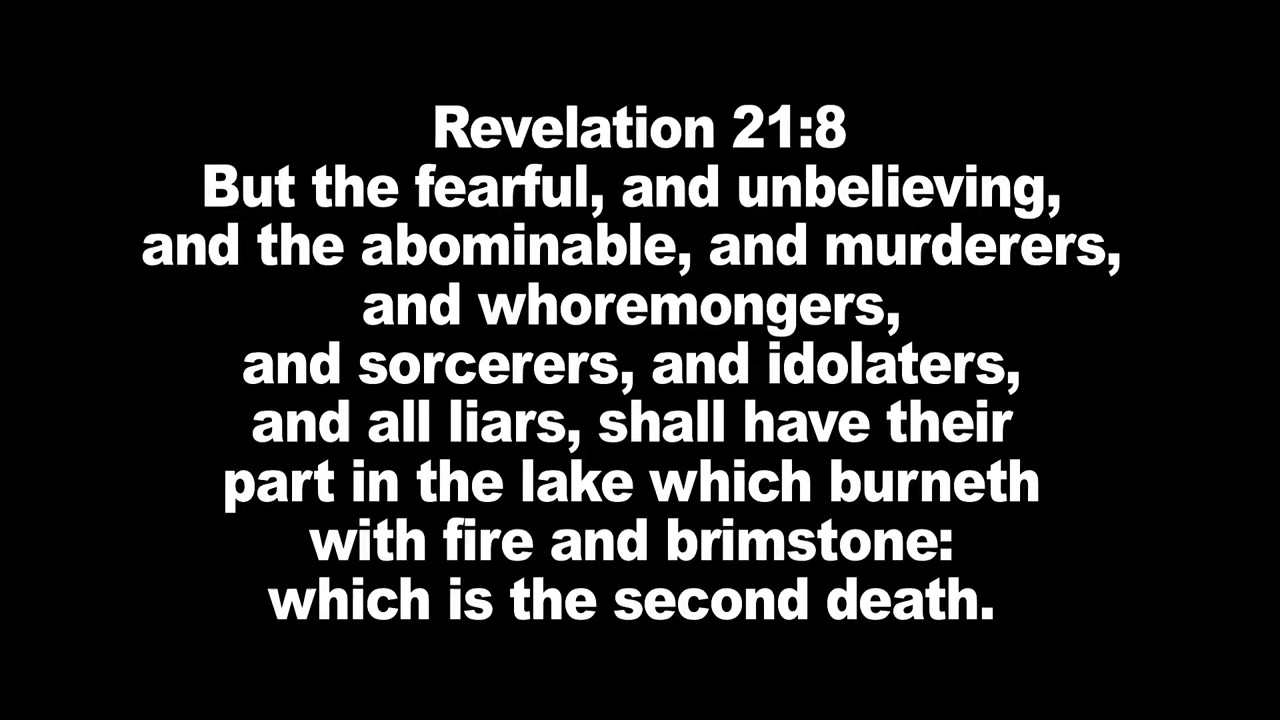 Revelation 21:8
But the fearful, and unbelieving,
and the abominable, and murderers,
and whoremongers,
and sorcerers, and idolaters,
and all liars, shall have their
part in the lake which burneth
with fire and brimstone:
which is the second death.